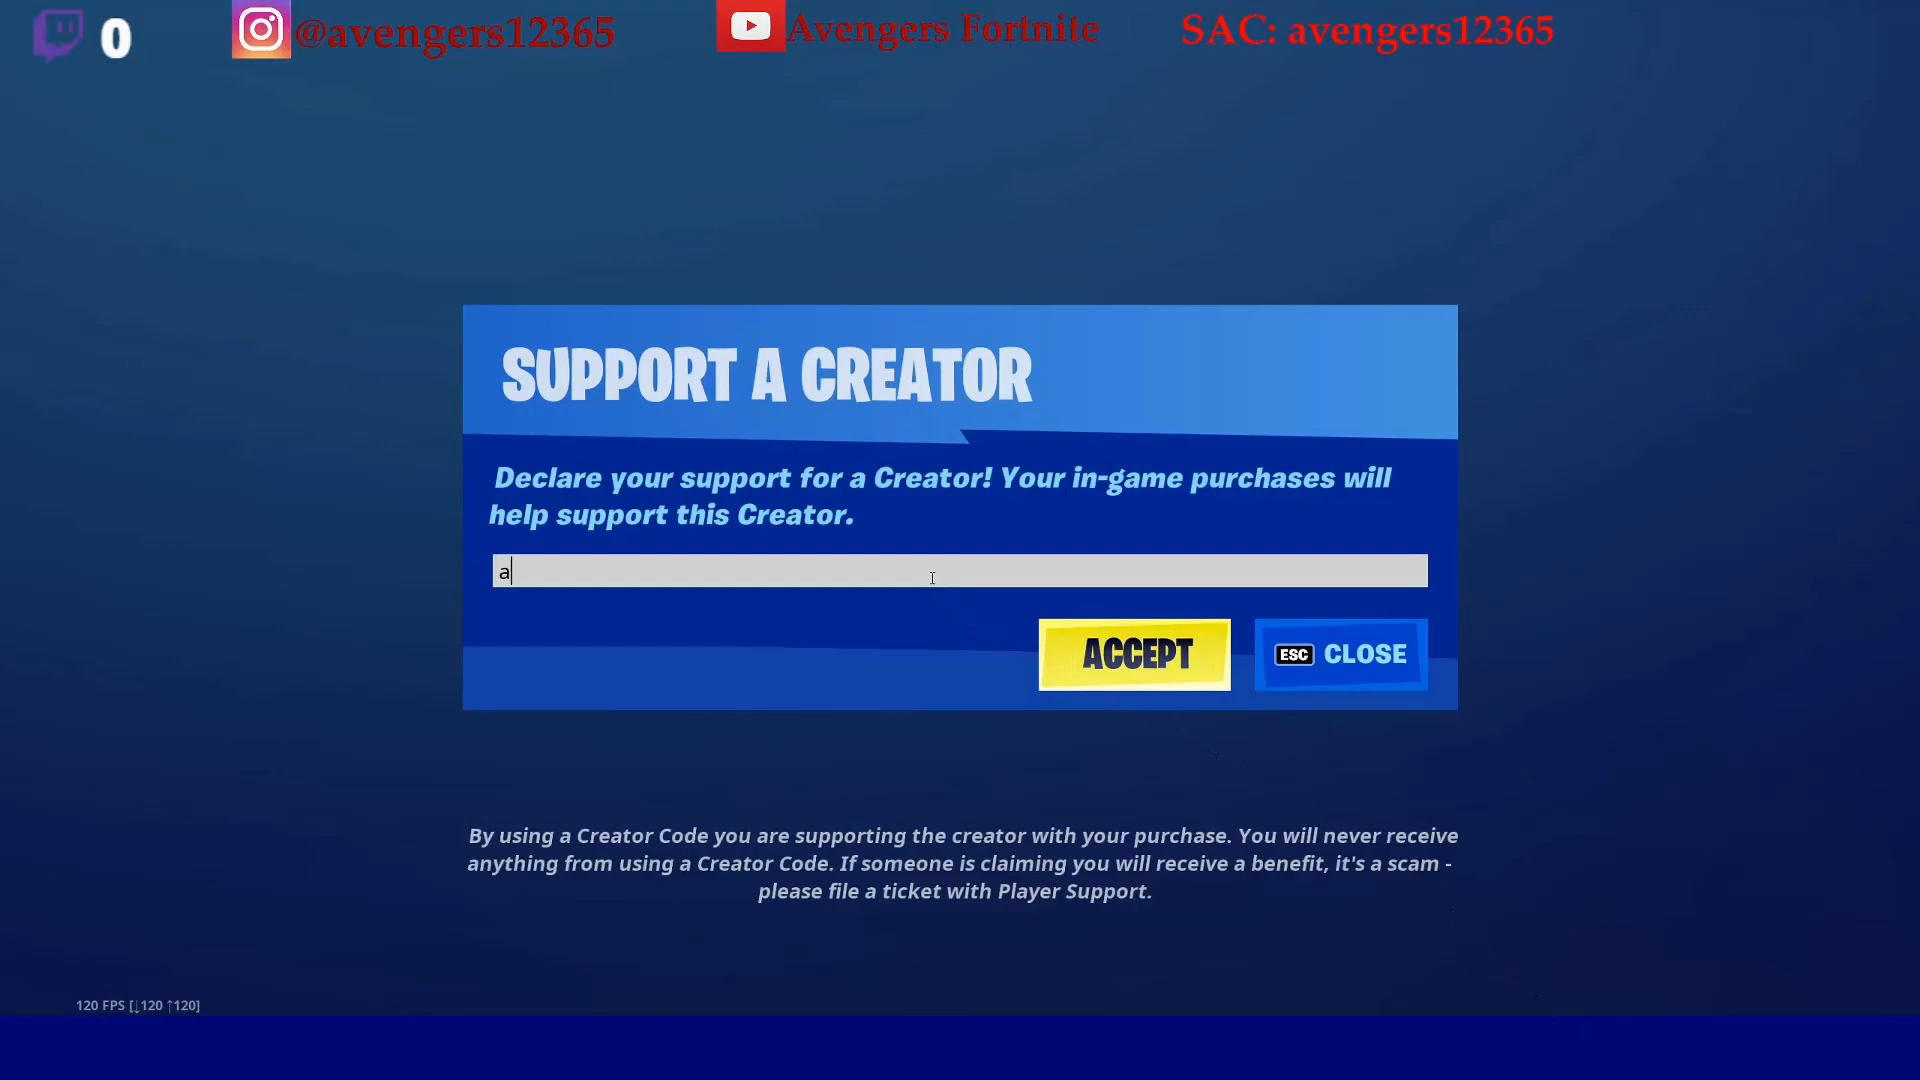 0 @avengers12365 Avengers Fortnite SAC: avengers12365
SUPPORT A CREATOR
Declare your support for a Creator! Your in-game purchases will
help support this Creator.
a
ACCEPT ESC CLOSE
By using a Creator Code you are supporting the creator with your purchase. You will never receive
anything from using a Creator Code. If someone is claiming you will receive a benefit, it's a scam -
please file a ticket with Player Support.
120 FPS [↓120 ↑120]